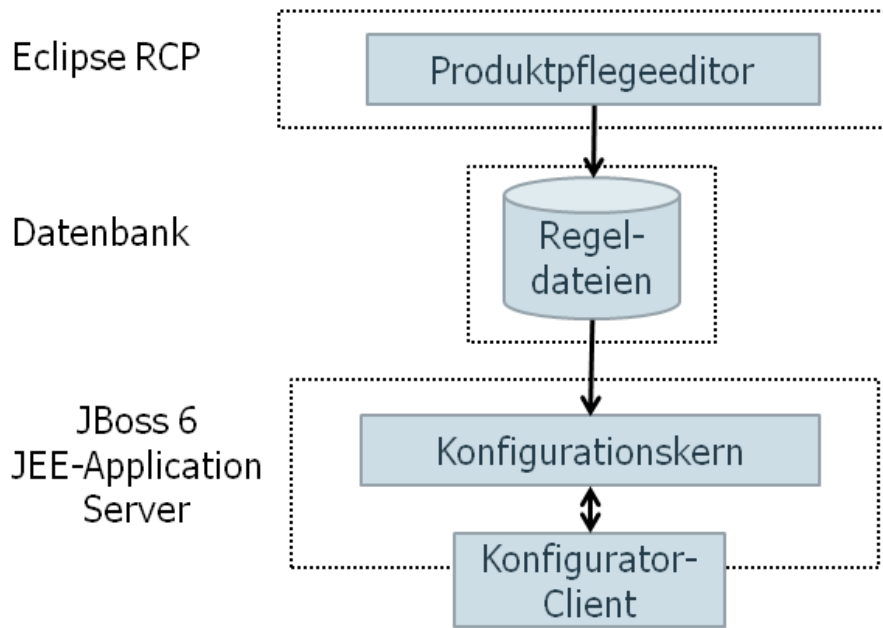 Eclipse RCP
Produktpflegeeditor
Datenbank
Regel-
dateien
JBoss 6
JEE-Application
Server
Konfigurationskern
Konfigurator-
Client